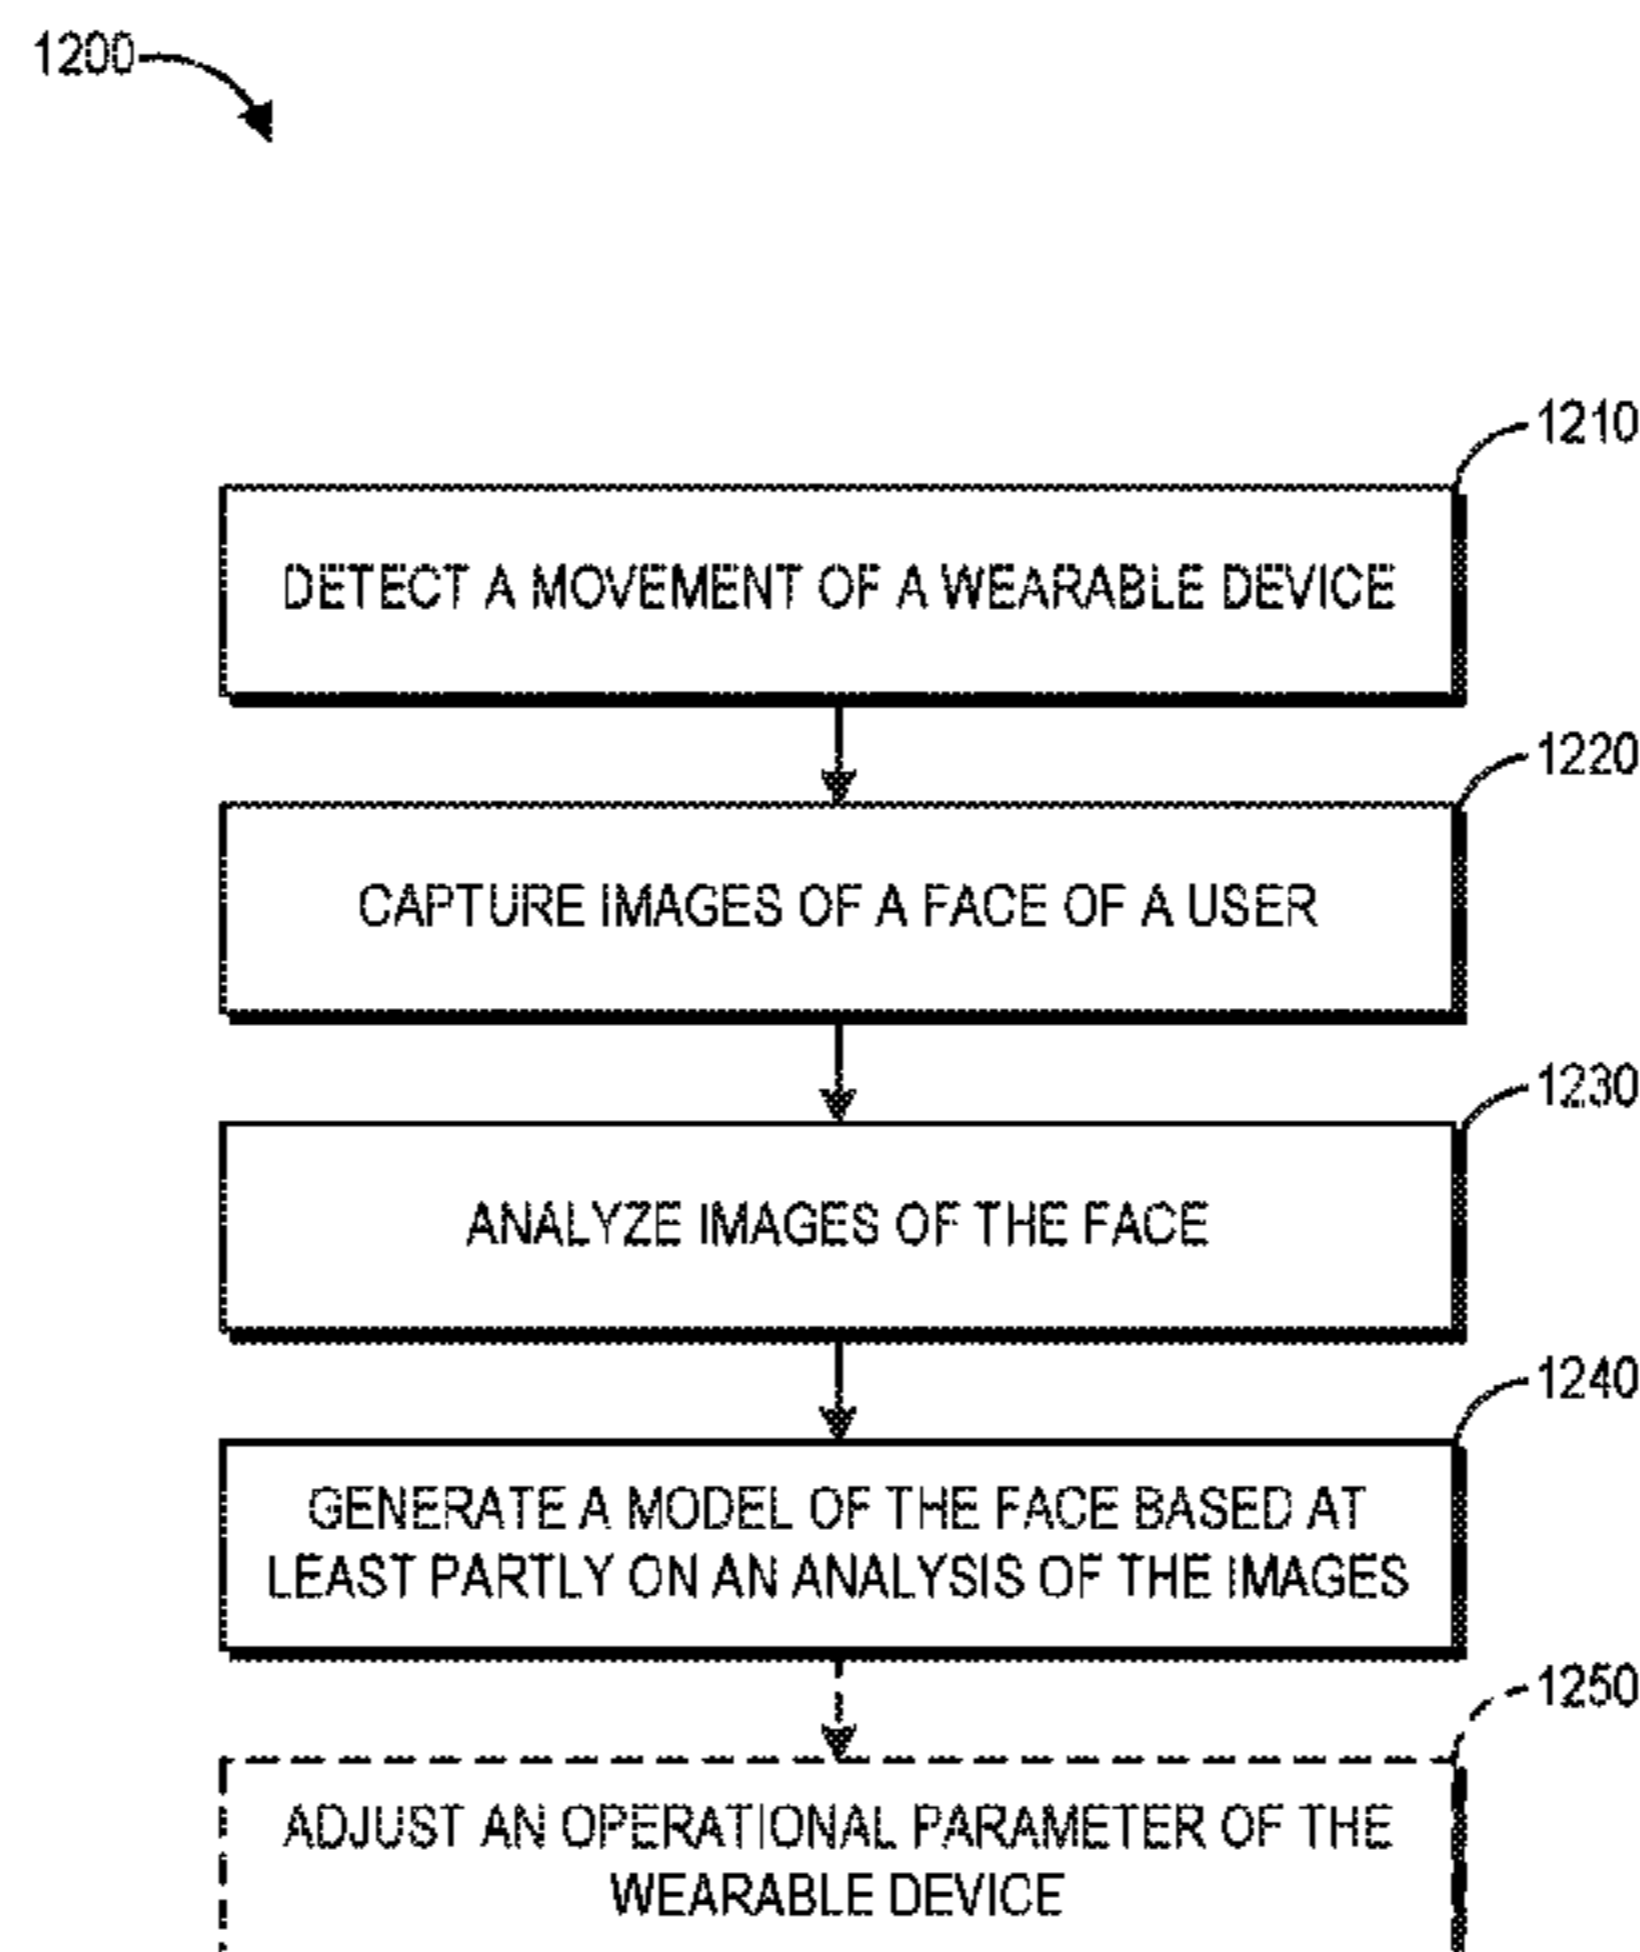 1200
1210
DETECT A MOVEMENT OF A WEARABLE DEVICE
1220
CAPTURE IMAGES OF A FACE OF A USER
1230
ANALYZE IMAGES OF THE FACE
1240
GENERATE A MODEL OF THE FACE BASED AT
LEAST PARTLY ON AN ANALYSIS OF THE IMAGES
1250
ADJUST AN OPERATIONAL PARAMETER OF THE
WEARABLE DEVICE